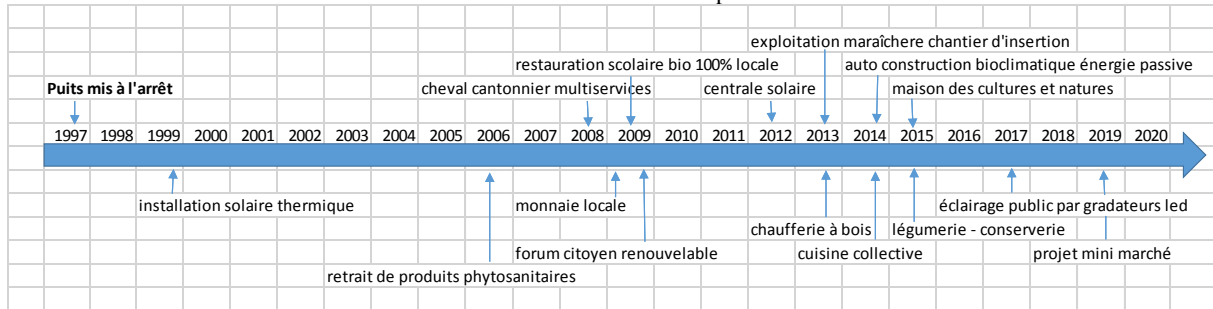 exploitation maraîchere chantier d'insertion
restauration scolaire bio 100% locale
auto construction bioclimatique énergie passive
Puits mis à l'arrêt
cheval cantonnier multiservices
centrale solaire
maison des cultures et natures
1997 1998 1999 2000 2001 2002 2003 2004 2005 2006 2007 2008 2009 2010 2011 2012 2013 2014 2015 2016 2017 2018 2019 2020
installation solaire thermique
monnaie locale
éclairage public par gradateurs led
chaufferie à bois
légumerie - conserverie
forum citoyen renouvelable
cuisine collective
projet mini marché
retrait de produits phytosanitaires